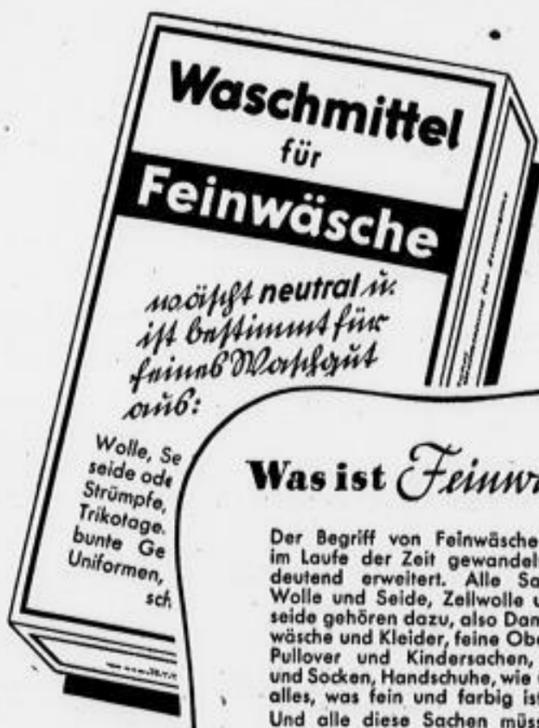 Waschmittel
für
Feinwäsche
wäscht neutral u.
ist bestimmt für
feines Waschgut
aus:
Wolle, Se
seide ode
Strümpfe,
Trikotage.
bunte Ge
Uniformen,
sch
Was ist Feinw
Der Begriff von Feinwäsche
im Laufe der Zeit gewandelt
deutend erweitert. Alle Sa
Wolle und Seide, Zellwolle u
seide gehören dazu, also Dam
wäsche und Kleider, feine Obe
Pullover und Kindersachen,
und Socken, Handschuhe, wie
alles, was fein und farbig ist
Und alle diese Sachen müss